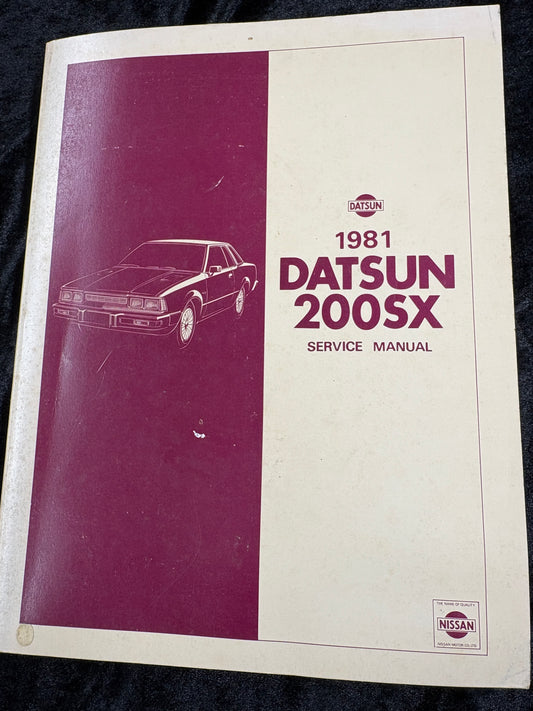 DATSUN
1981
DATSUN
200SX
SERVICE MANUAL
THE NAME OF QUALITY
NISSAN
NISSAN MOTOR CO., LTD.